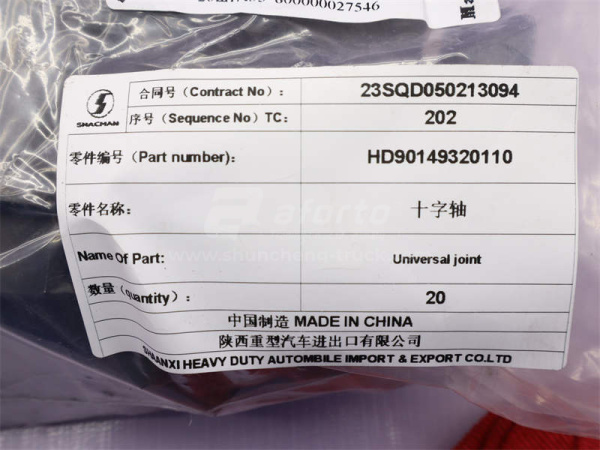 800000027546
SHACMAN
合同号（Contract No）： 23SQD050213094
序号（Sequence No）TC： 202
零件编号（Part number）： HD90149320110
零件名称： 十字轴
Name Of Part: Universal joint
数量（quantity）： 20
中国制造 MADE IN CHINA
陕西重型汽车进出口有限公司
SHAANXI HEAVY DUTY AUTOMBILE IMPORT & EXPORT CO.LTD
aforto